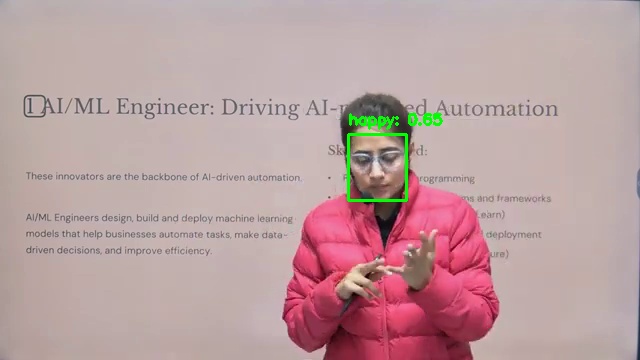 1 AI/ML Engineer: Driving AI- Automation
happy: 0.65
These innovators are the backbone of AI-driven automation.
AI/ML Engineers design, build and deploy machine learning
models that help businesses automate tasks, make data-
driven decisions, and improve efficiency.
• programming
• and frameworks
deployment